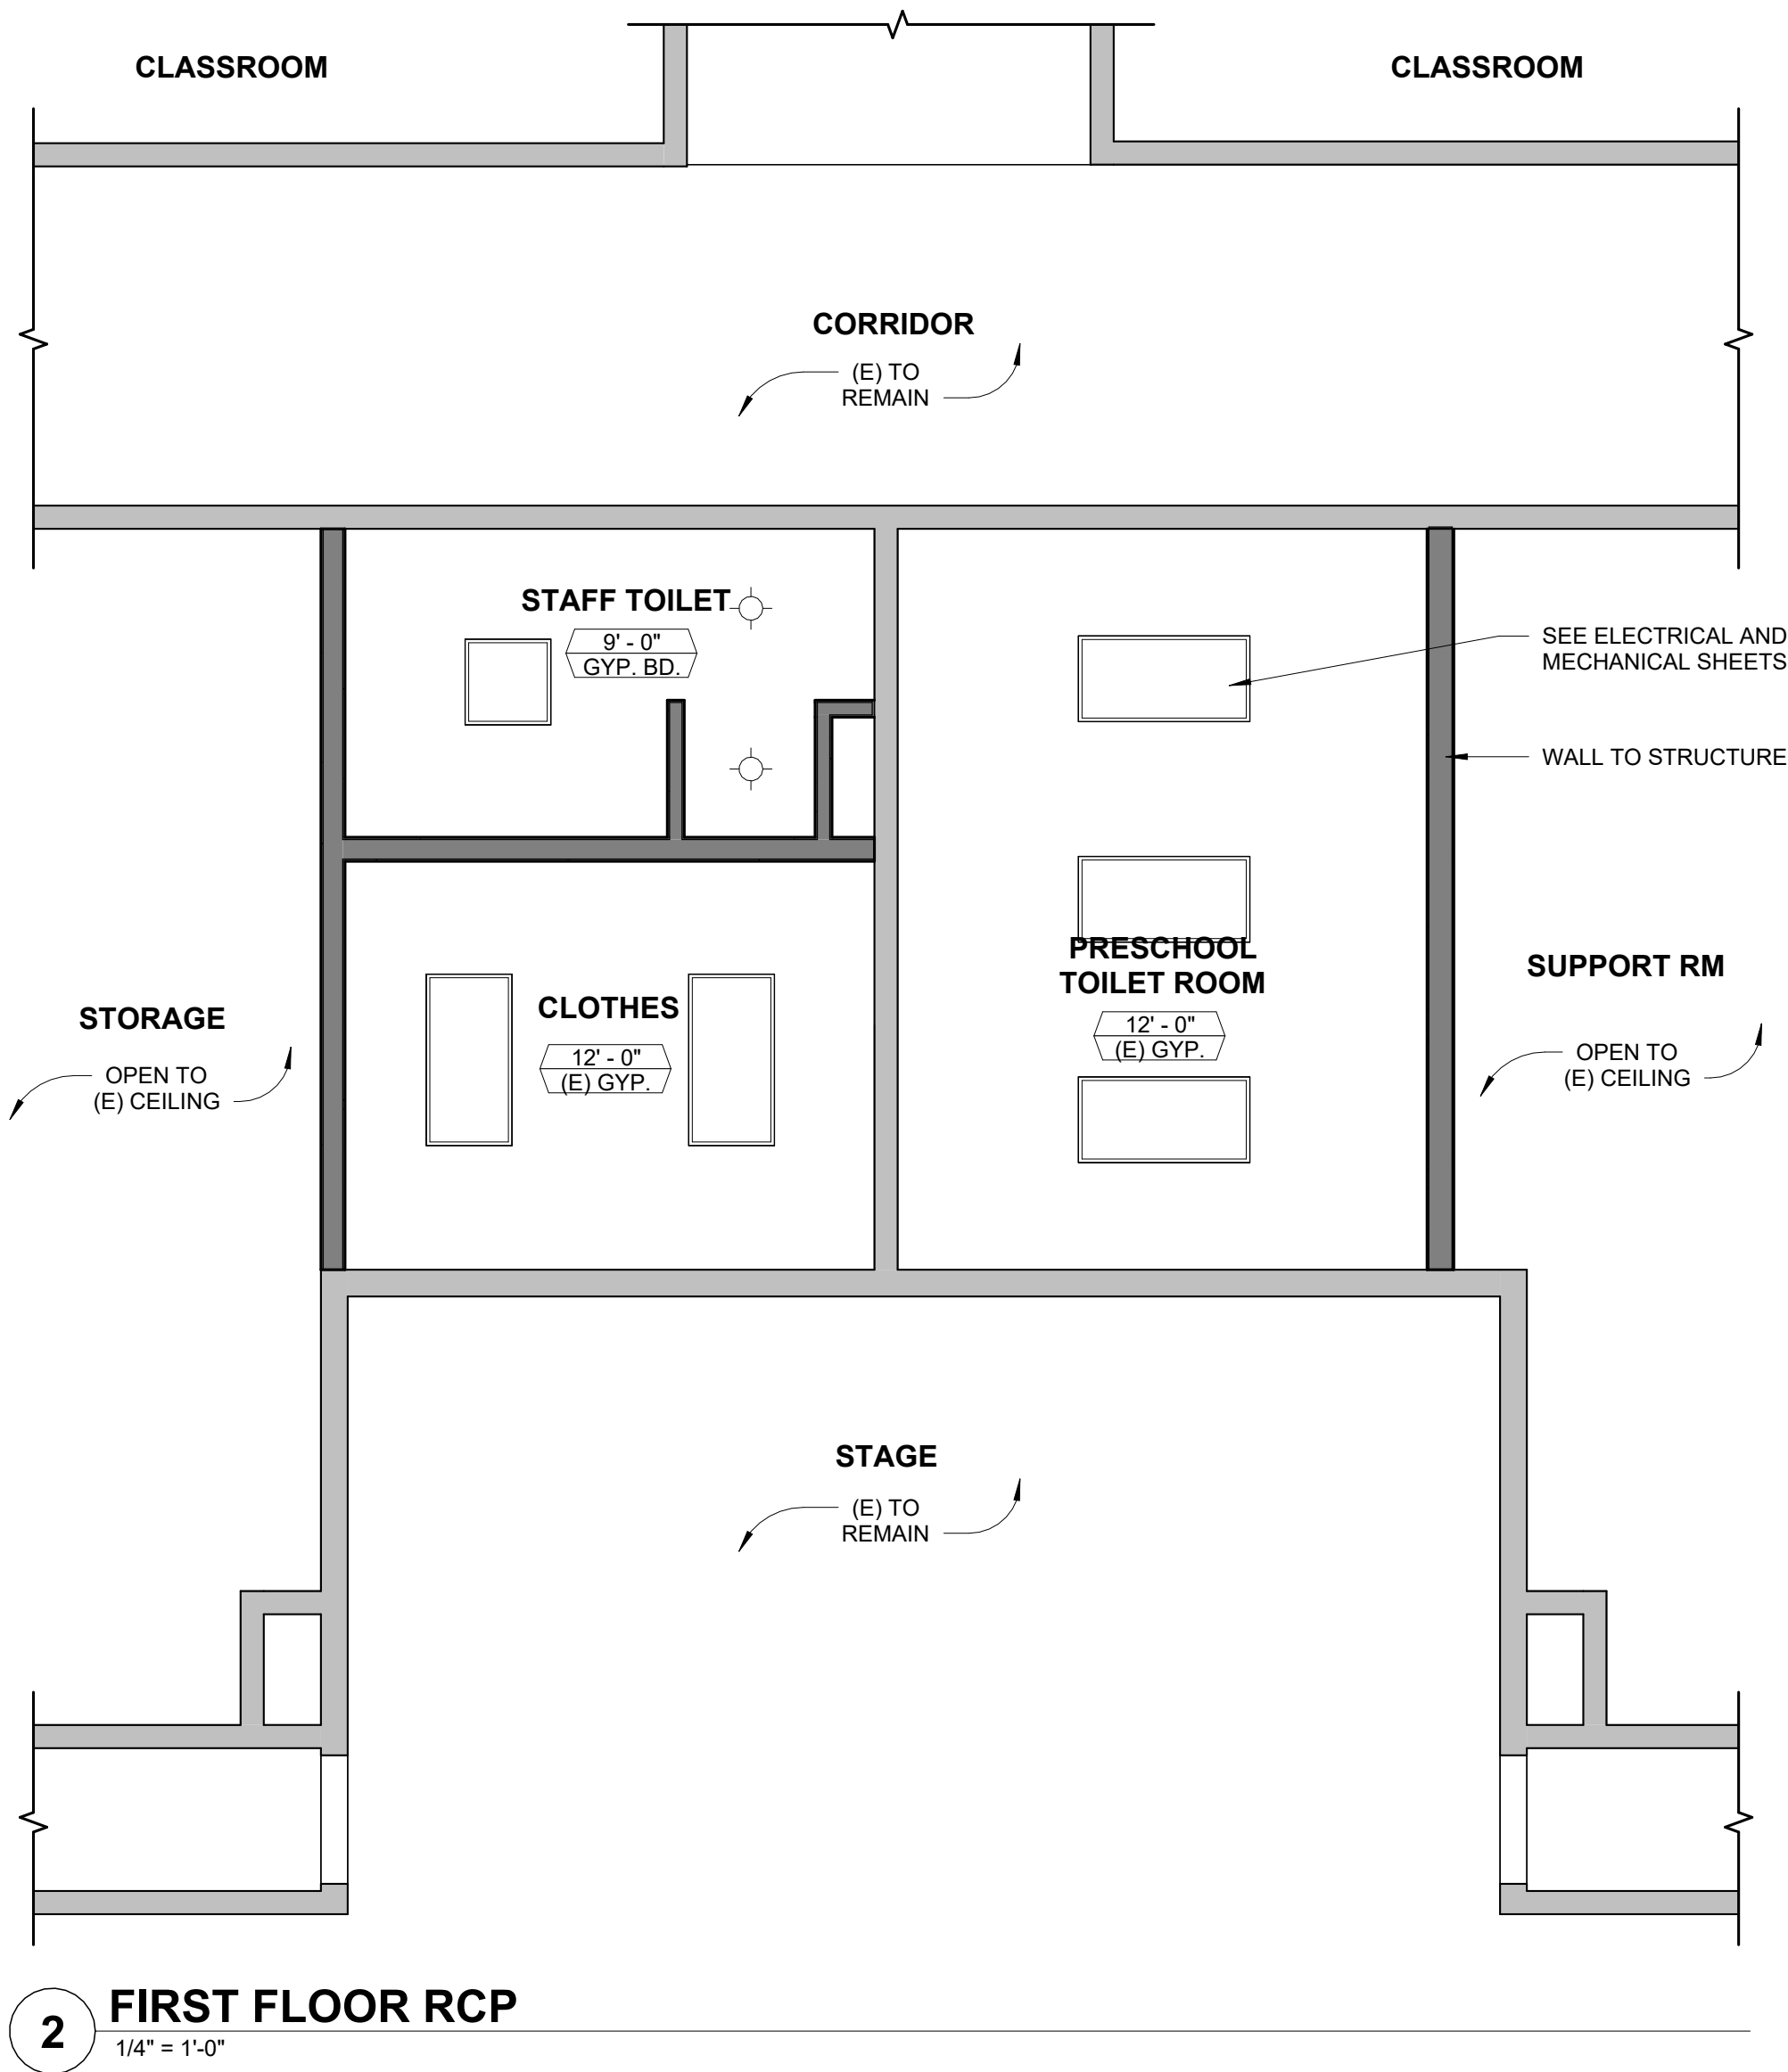 CLASSROOM
CLASSROOM
CORRIDOR
(E) TO
REMAIN
STAFF TOILET
9' - 0"
GYP. BD.
SEE ELECTRICAL AND
MECHANICAL SHEETS
WALL TO STRUCTURE
PRESCHOOL
TOILET ROOM
12' - 0"
(E) GYP.
SUPPORT RM
OPEN TO
(E) CEILING
CLOTHES
12' - 0"
(E) GYP.
STORAGE
OPEN TO
(E) CEILING
STAGE
(E) TO
REMAIN
2
FIRST FLOOR RCP
1/4" = 1'-0"